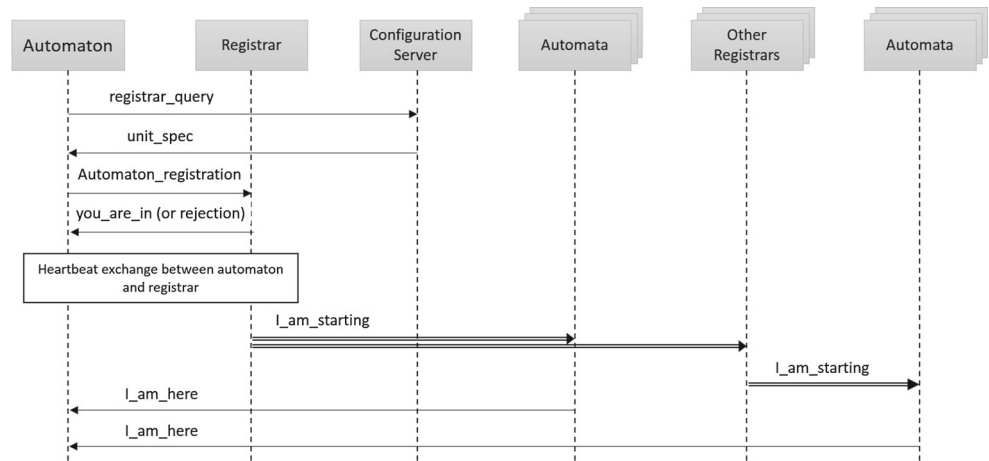 Automaton
Registrar
Configuration
Server
Automata
Other
Registrars
Automata
registrar_query
unit_spec
Automaton_registration
you_are_in (or rejection)
Heartbeat exchange between automaton
and registrar
I_am_starting
I_am_starting
I_am_here
I_am_here